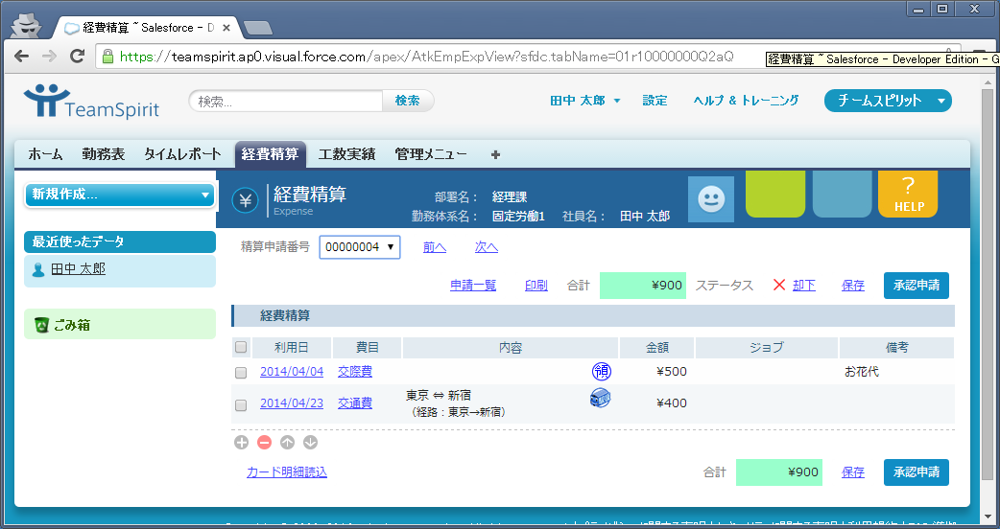 経費精算 ~ Salesforce - D
https://teamspirit.ap0.visual.force.com/apex/AtkEmpExpView?sfdc.tabName=01r10000000Q2aQ
経費精算 ~ Salesforce - Developer Edition - G
TeamSpirit
検索...
検索
田中 太郎
設定
ヘルプ & トレーニング
チームスピリット
ホーム 勤務表 タイムレポート 経費精算 工数実績 管理メニュー +
新規作成...
最近使ったデータ
田中 太郎
ごみ箱
経費精算
Expense
部署名： 経理課
勤務体系名： 固定労働1 社員名： 田中 太郎
?
HELP
精算申請番号 00000004 前へ 次へ
申請一覧 印刷 合計 ¥900 ステータス 却下 保存 承認申請
経費精算
利用日 費目 内容 金額 ジョブ 備考
2014/04/04 交際費 領 ¥500 お花代
2014/04/23 交通費 東京 ⇔ 新宿 ¥400
（経路：東京→新宿）
カード明細読込 合計 ¥900 保存 承認申請